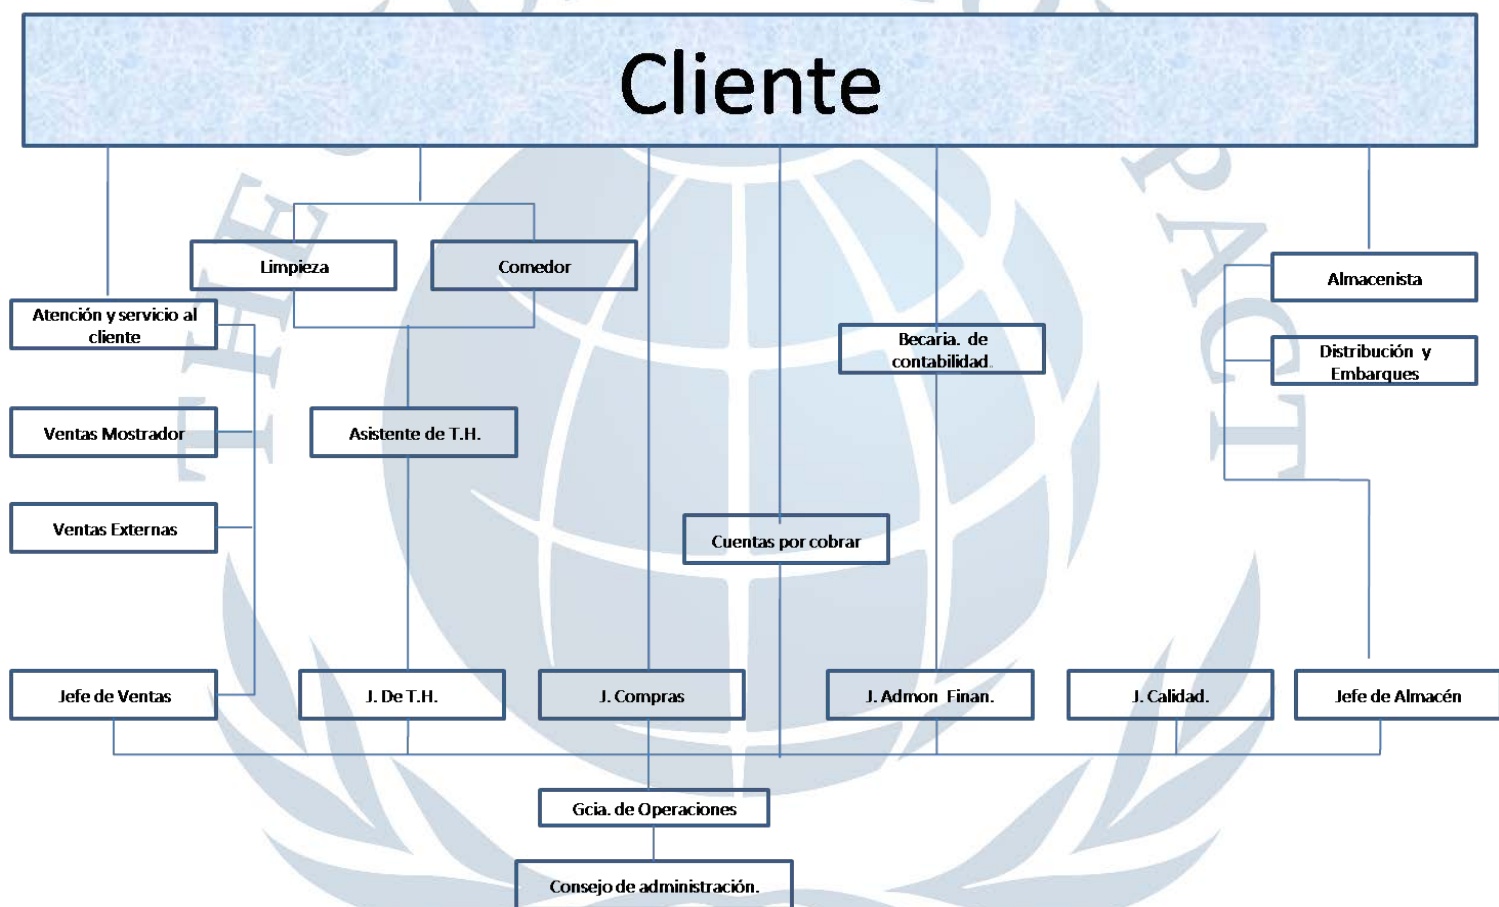 Cliente
Limpieza
Comedor
Almacenista
Atención y servicio al
cliente
Becaria. de
contabilidad.
Distribución y
Embarques
Ventas Mostrador
Asistente de T.H.
Ventas Externas
Cuentas por cobrar
Jefe de Ventas
J. De T.H.
J. Compras
J. Admon Finan.
J. Calidad.
Jefe de Almacén
Gcia. de Operaciones
Consejo de administración.
THE
PACT